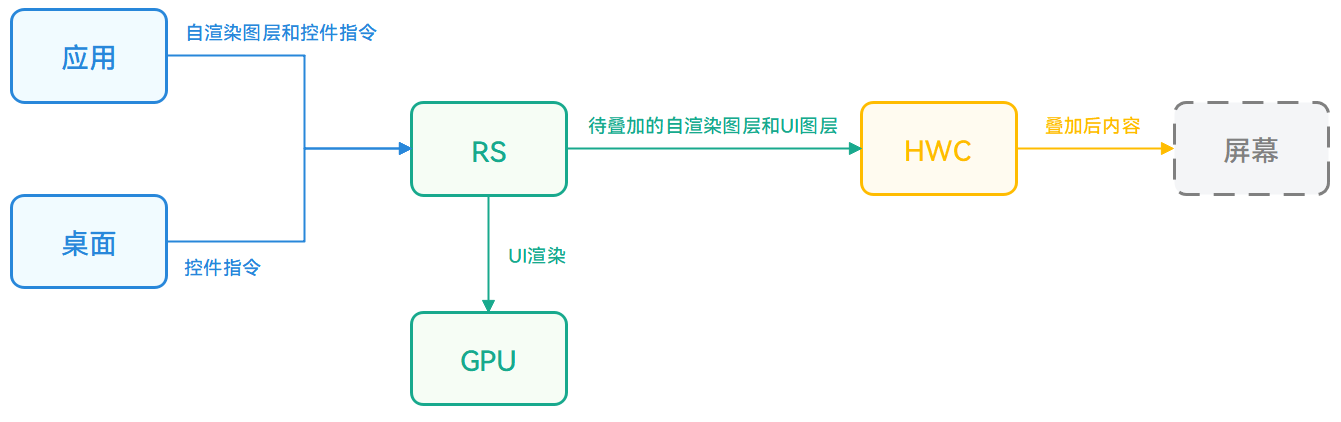 应用
自渲染图层和控件指令
桌面
控件指令
RS
待叠加的自渲染图层和UI图层
HWC
叠加后内容
屏幕
UI渲染
GPU